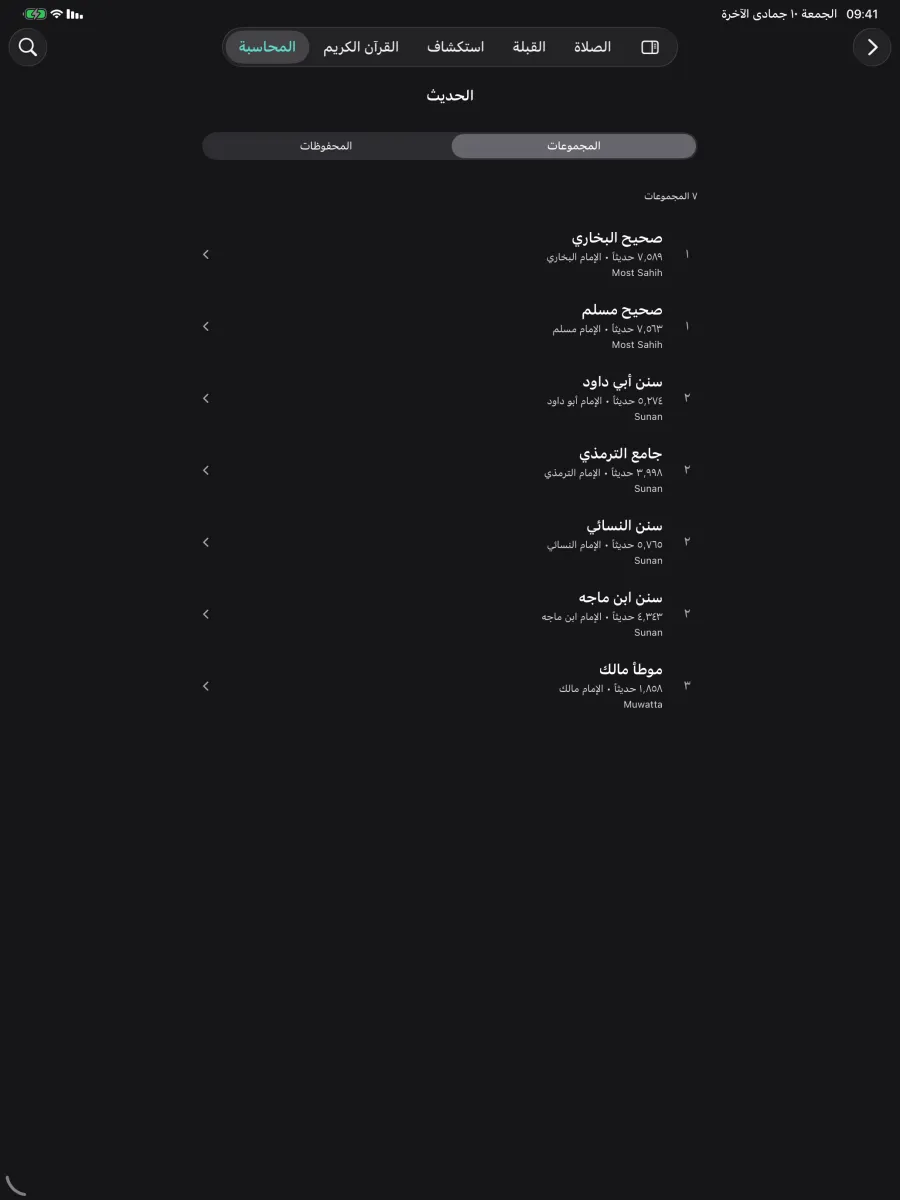 09:41 الجمعة ١٠ جمادى الآخرة
الصلاة القبلة استكشاف القرآن الكريم المحاسبة
الحديث
المجموعات المحفوظات
٧ المجموعات
١
صحيح البخاري
٧,٥٨٩ حديثاً • الإمام البخاري
Most Sahih
١
صحيح مسلم
٧,٥٦٣ حديثاً • الإمام مسلم
Most Sahih
٢
سنن أبي داود
٥,٢٧٤ حديثاً • الإمام أبو داود
Sunan
٢
جامع الترمذي
٣,٩٩٨ حديثاً • الإمام الترمذي
Sunan
٢
سنن النسائي
٥,٧٦٥ حديثاً • الإمام النسائي
Sunan
٢
سنن ابن ماجه
٤,٣٤٣ حديثاً • الإمام ابن ماجه
Sunan
٣
موطأ مالك
١,٨٥٨ حديثاً • الإمام مالك
Muwatta